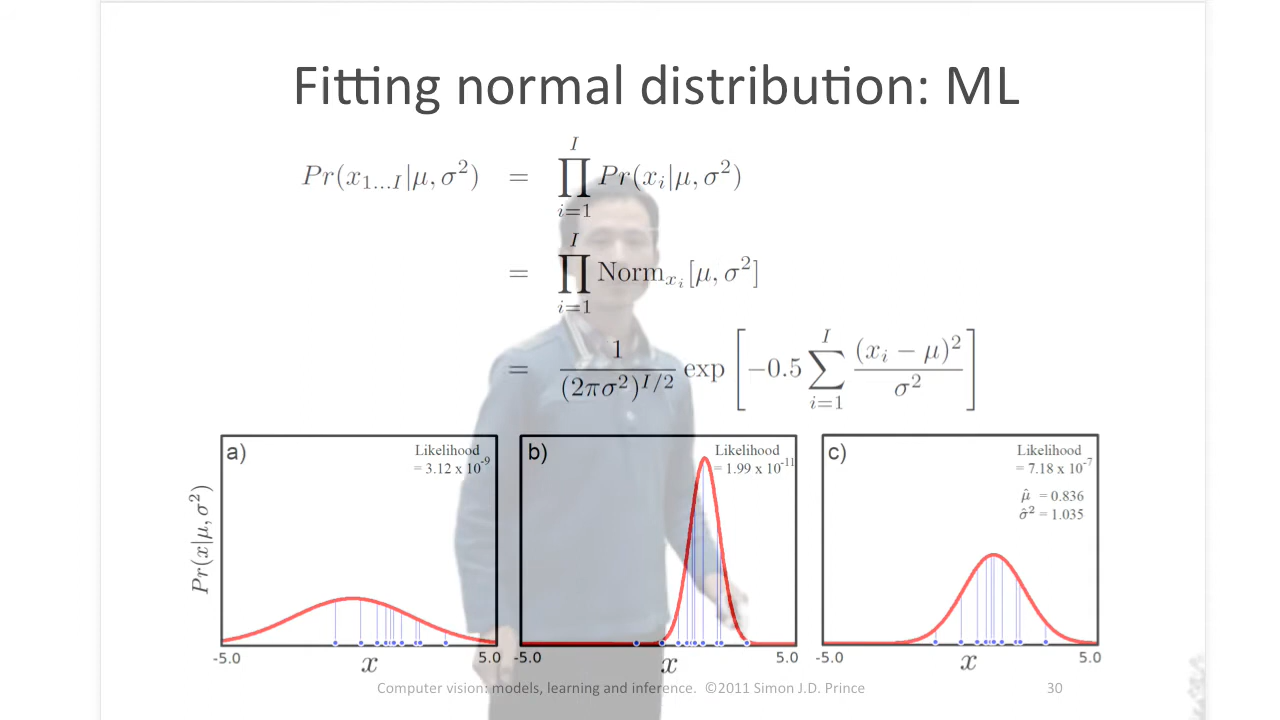 Fitting normal distribution: ML
Pr(x_{1...I}|μ, σ²) = ∏_{i=1}^{I} Pr(x_i|μ, σ²)
= ∏_{i=1}^{I} Norm_{x_i}[μ, σ²]
= \frac{1}{(2πσ²)^{I/2}} exp [−0.5 ∑_{i=1}^{I} \frac{(x_i − μ)²}{σ²}]
a) Likelihood
= 3.12 x 10^{-9}
b) Likelihood
= 1.99 x 10^{-11}
c) Likelihood
= 7.18 x 10^{-7}
μ̂ = 0.836
σ̂² = 1.035
Pr(x|μ, σ²)
-5.0 x 5.0
-5.0 x 5.0
-5.0 x 5.0
Computer vision: models, learning and inference. ©2011 Simon J.D. Prince
30